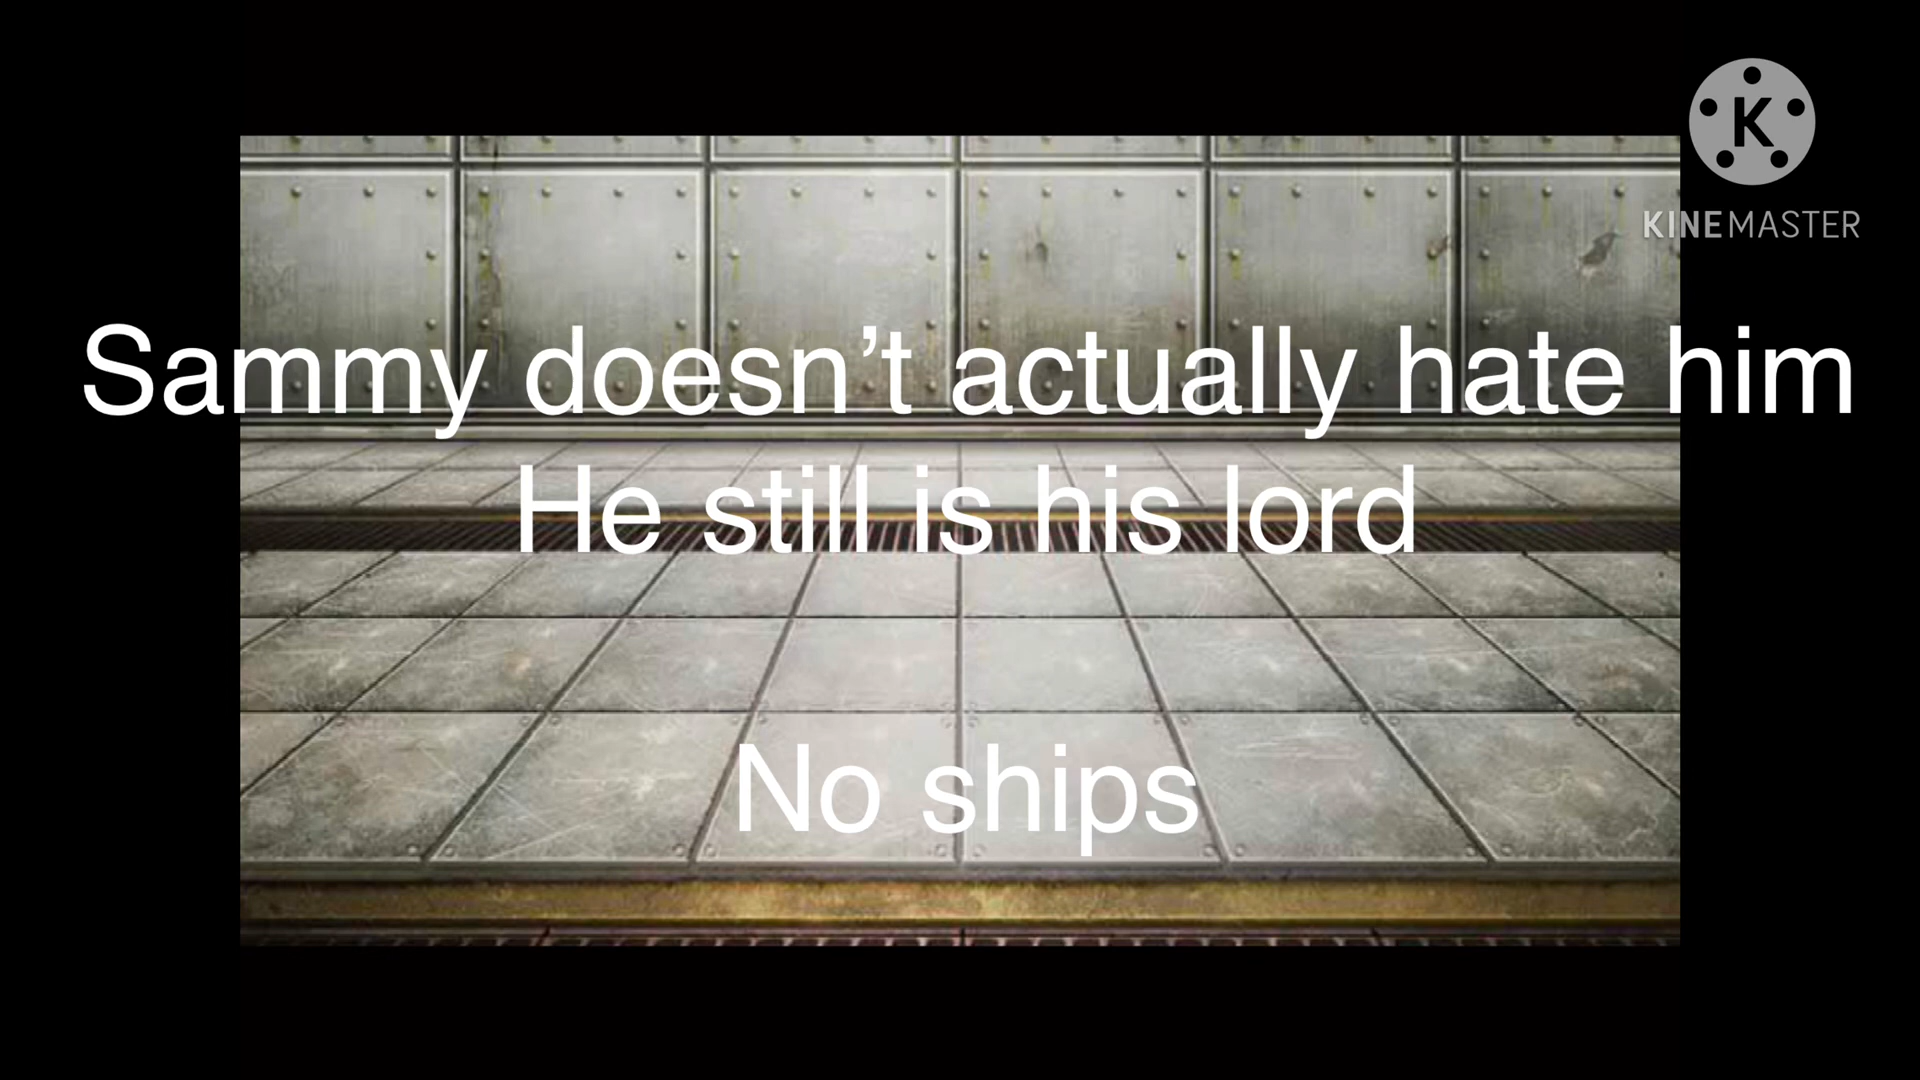 K
KINEMASTER
Sammy doesn’t actually hate him
He still is his lord
No ships